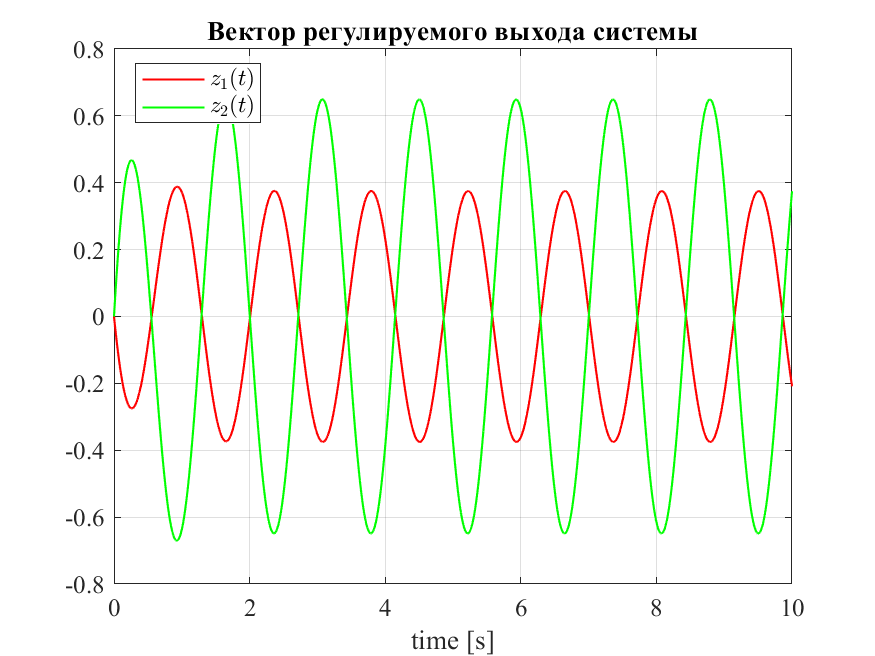 Вектор регулируемого выхода системы
z₁(t)
z₂(t)
0.8
0.6
0.4
0.2
0
-0.2
-0.4
-0.6
-0.8
0 2 4 6 8 10
time [s]